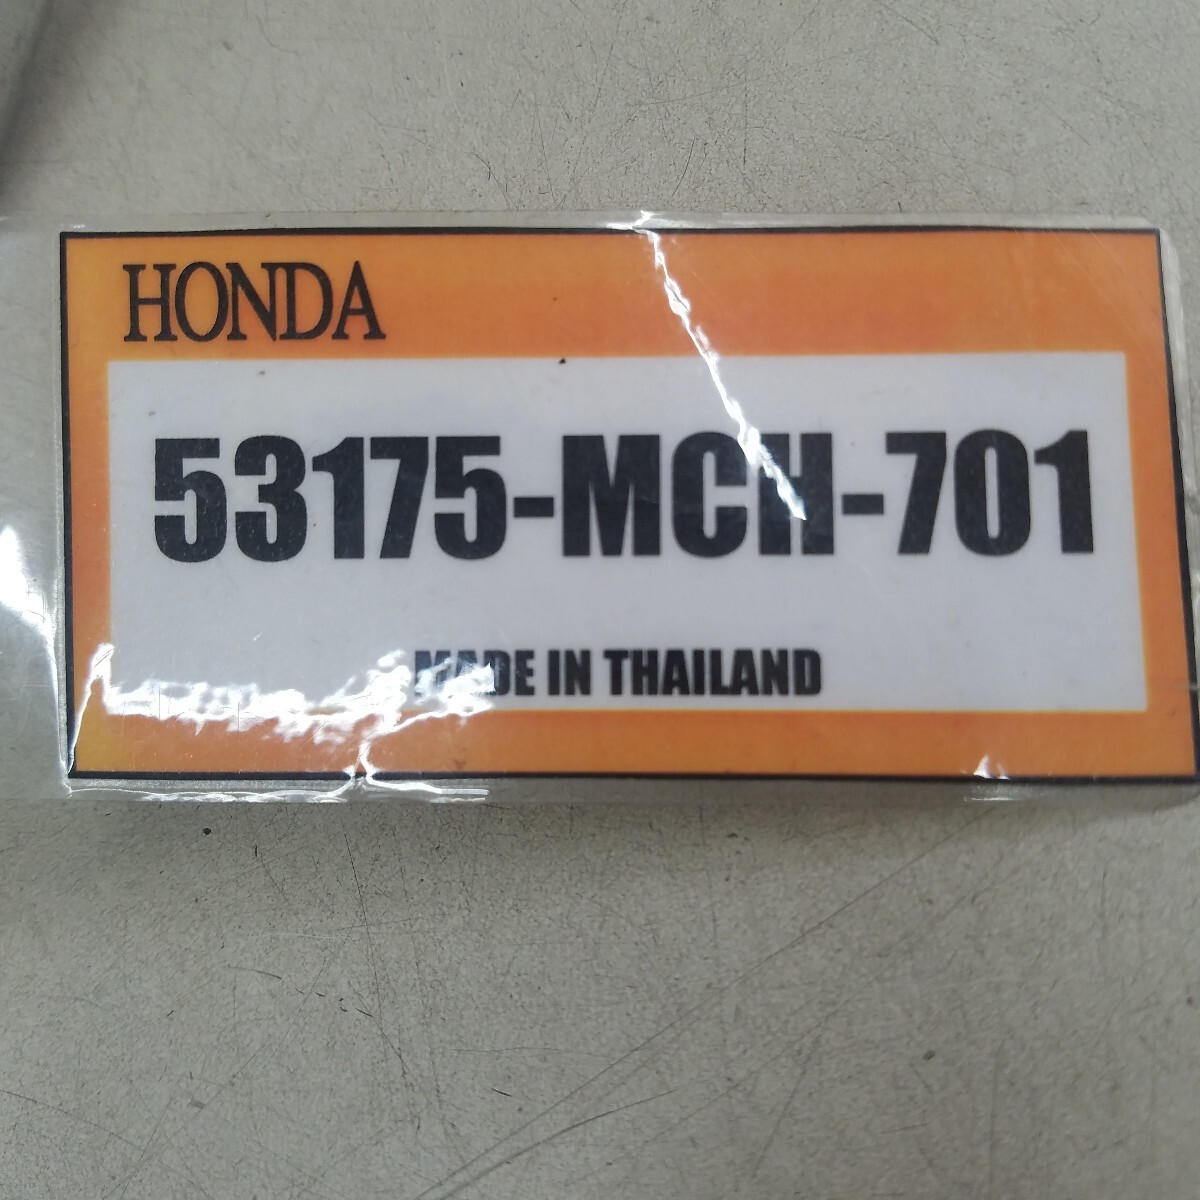 HONDA
53175-MCH-701
MADE IN THAILAND